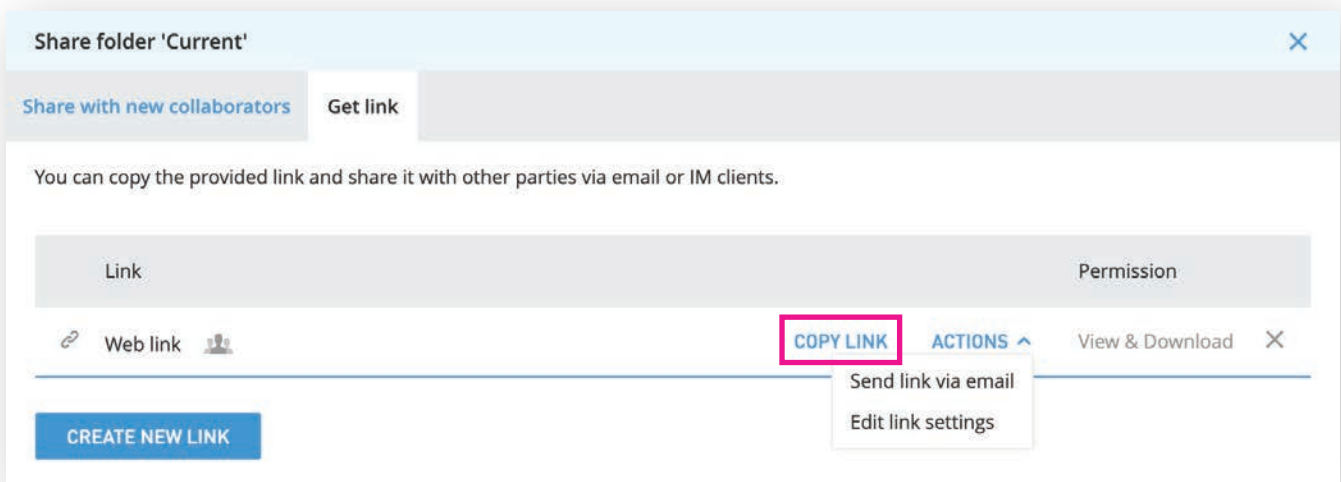 Share folder 'Current'
Share with new collaborators Get link
You can copy the provided link and share it with other parties via email or IM clients.
Link Permission
Web link COPY LINK ACTIONS View & Download
Send link via email
Edit link settings
CREATE NEW LINK